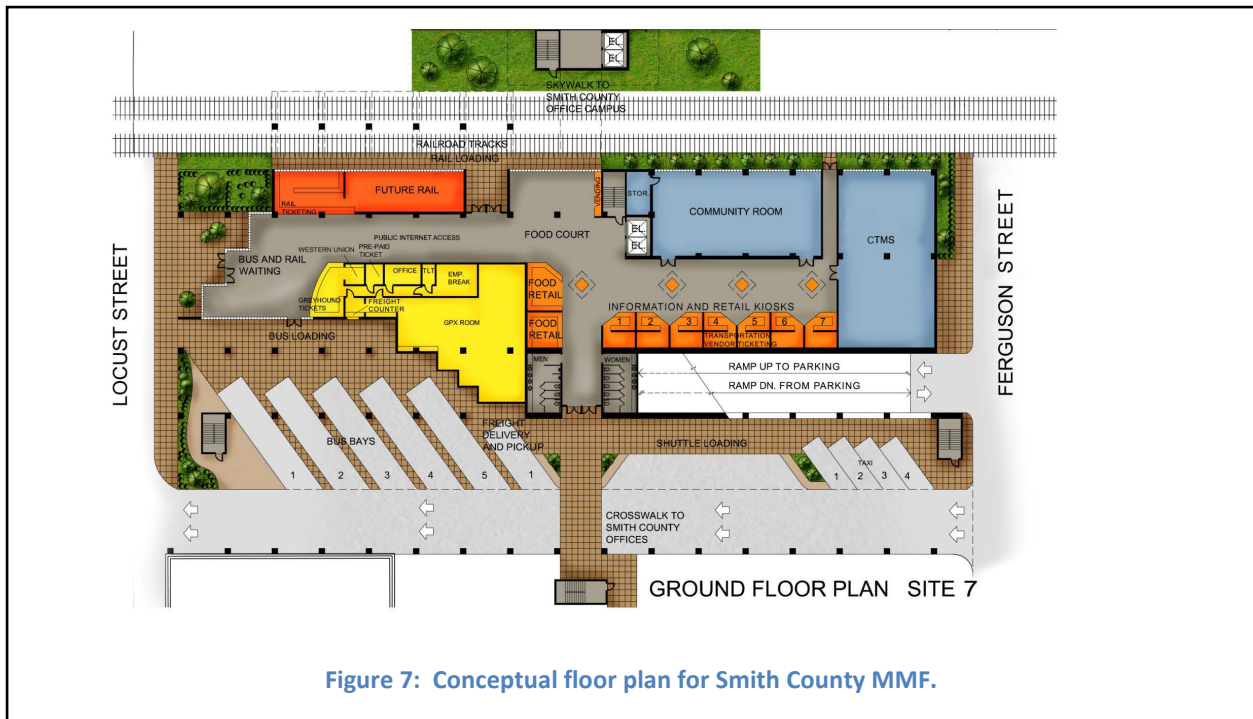 EL.
EL.
SKYWALK TO
SMITH COUNTY
OFFICE CAMPUS
RAILROAD TRACKS
RAIL LOADING
LOCUST STREET
FERGUSON STREET
FUTURE RAIL
RAIL
TICKETING
VENDING
STOR.
COMMUNITY ROOM
CTMS
PUBLIC INTERNET ACCESS
FOOD COURT
EL.
EL.
BUS AND RAIL
WAITING
WESTERN UNION
PRE-PAID
TICKET
OFFICE
TLT
EMP.
BREAK
GREYHOUND
TICKETS
FREIGHT
COUNTER
GPX ROOM
FOOD
RETAIL
FOOD
RETAIL
INFORMATION AND RETAIL KIOSKS
1
2
3
4
5
6
7
TRANSPORTATION
VENDOR TICKETING
BUS LOADING
MEN
WOMEN
RAMP UP TO PARKING
RAMP DN. FROM PARKING
BUS BAYS
FREIGHT
DELIVERY
AND PICKUP
SHUTTLE LOADING
TAXI
1
2
3
4
5
1
1
2
3
4
CROSSWALK TO
SMITH COUNTY
OFFICES
GROUND FLOOR PLAN SITE 7
Figure 7: Conceptual floor plan for Smith County MMF.